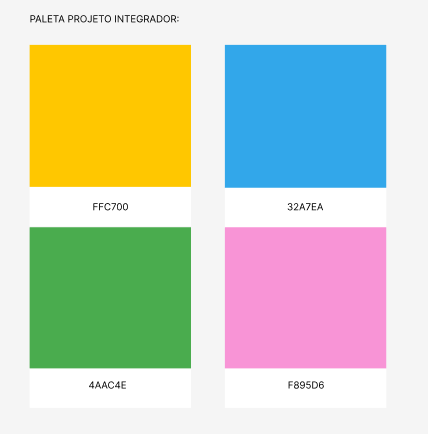 PALETA PROJETO INTEGRADOR:
FFC700
32A7EA
4AAC4E
F895D6